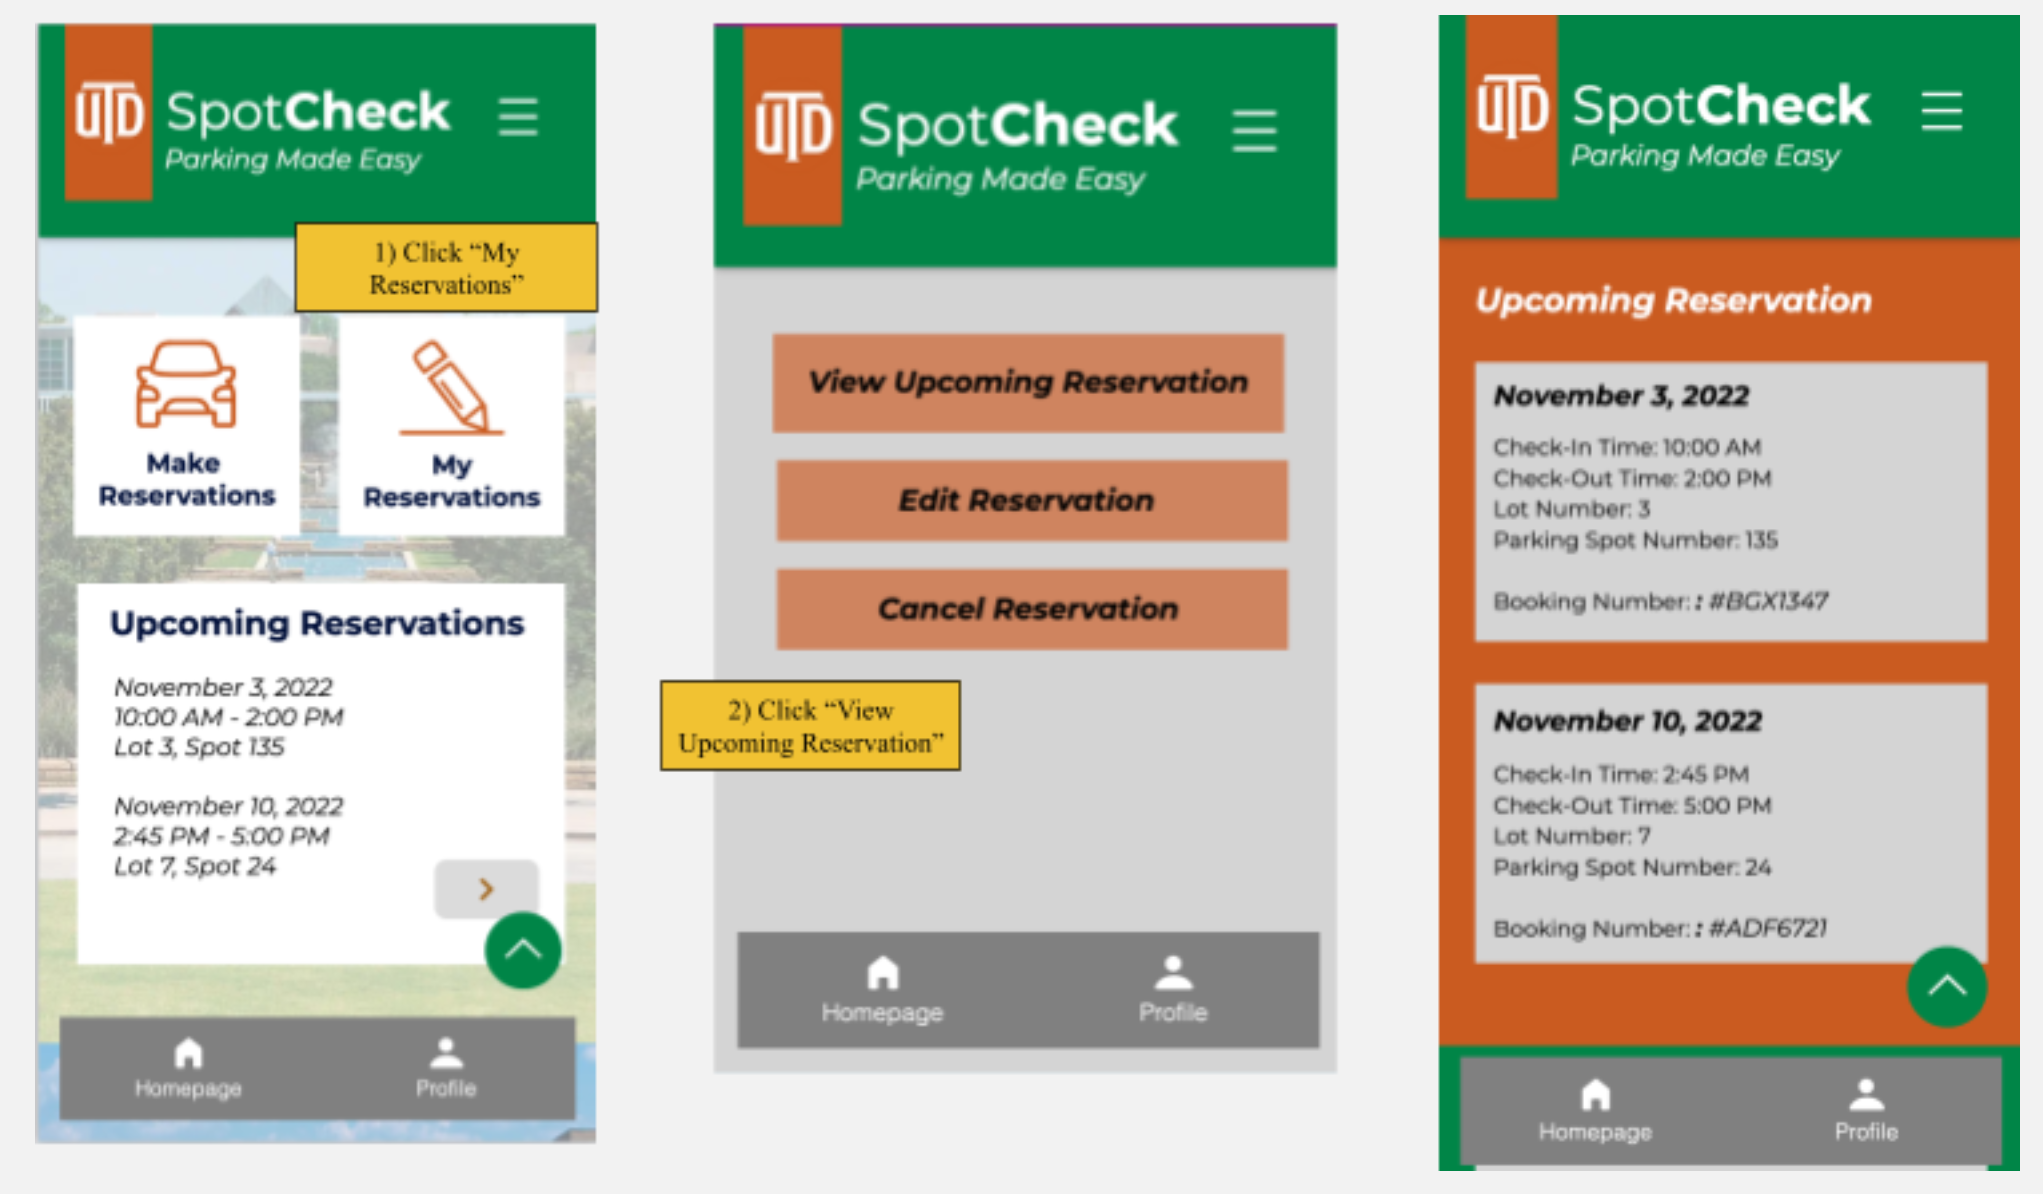 UTD
SpotCheck
Parking Made Easy
1) Click “My
Reservations”
Make
Reservations
My
Reservations
Upcoming Reservations
November 3, 2022
10:00 AM - 2:00 PM
Lot 3, Spot 135
November 10, 2022
2:45 PM - 5:00 PM
Lot 7, Spot 24
Homepage
Profile
UTD
SpotCheck
Parking Made Easy
View Upcoming Reservation
Edit Reservation
Cancel Reservation
2) Click “View
Upcoming Reservation”
Homepage
Profile
UTD
SpotCheck
Parking Made Easy
Upcoming Reservation
November 3, 2022
Check-In Time: 10:00 AM
Check-Out Time: 2:00 PM
Lot Number: 3
Parking Spot Number: 135
Booking Number: : #BGX1347
November 10, 2022
Check-In Time: 2:45 PM
Check-Out Time: 5:00 PM
Lot Number: 7
Parking Spot Number: 24
Booking Number: : #ADF6721
Homepage
Profile